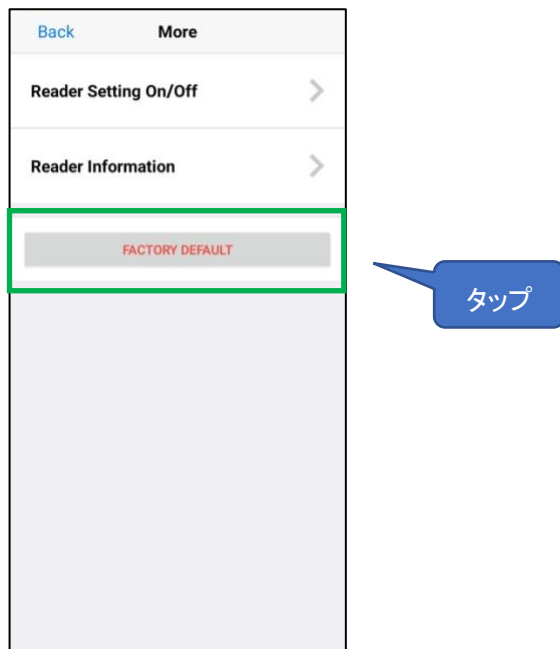 Back More
Reader Setting On/Off
Reader Information
FACTORY DEFAULT
タップ